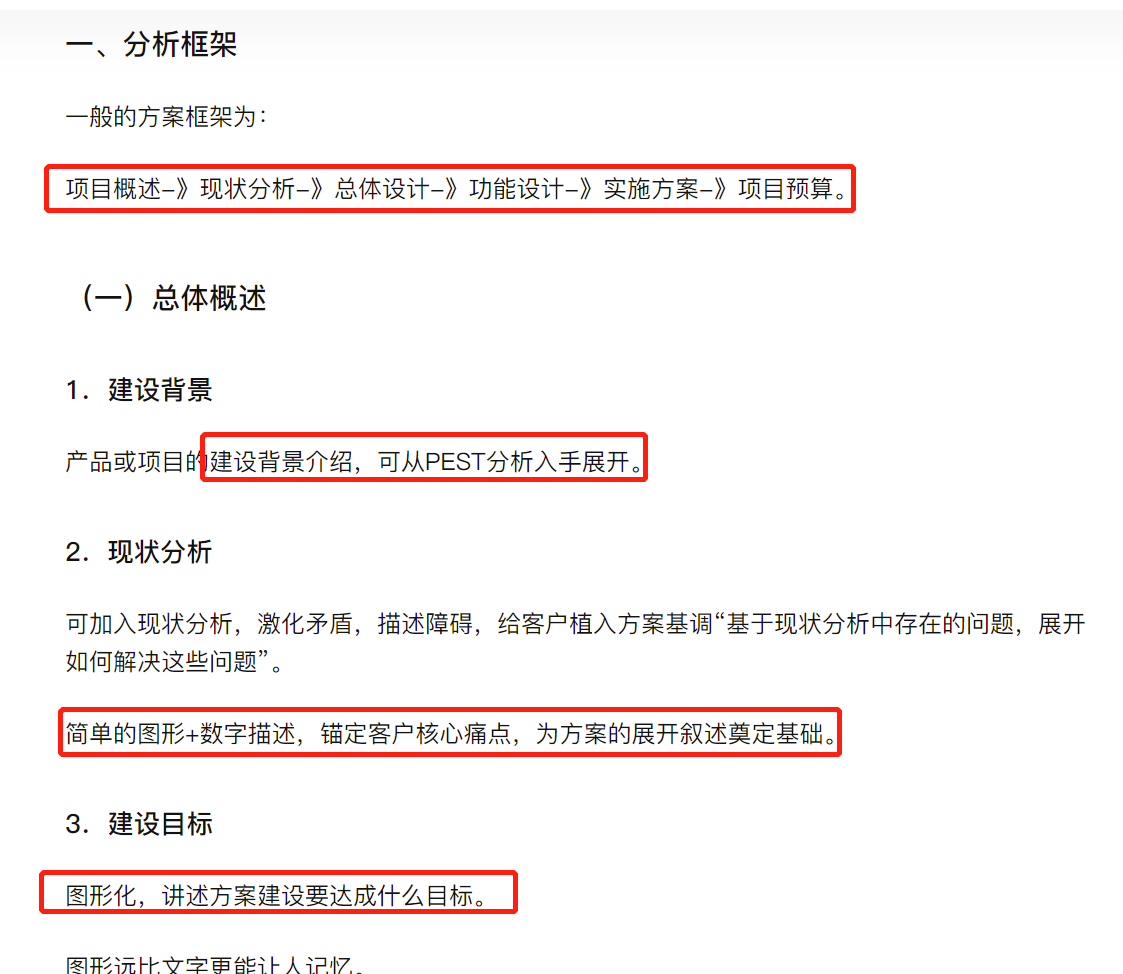 一、分析框架
一般的方案框架为：
项目概述–》现状分析–》总体设计–》功能设计–》实施方案–》项目预算。
（一）总体概述
1．建设背景
产品或项目的建设背景介绍，可从PEST分析入手展开。
2．现状分析
可加入现状分析，激化矛盾，描述障碍，给客户植入方案基调“基于现状分析中存在的问题，展开
如何解决这些问题”。
简单的图形+数字描述，锚定客户核心痛点，为方案的展开叙述奠定基础。
3．建设目标
图形化，讲述方案建设要达成什么目标。
图形远比文字更能让人记忆。